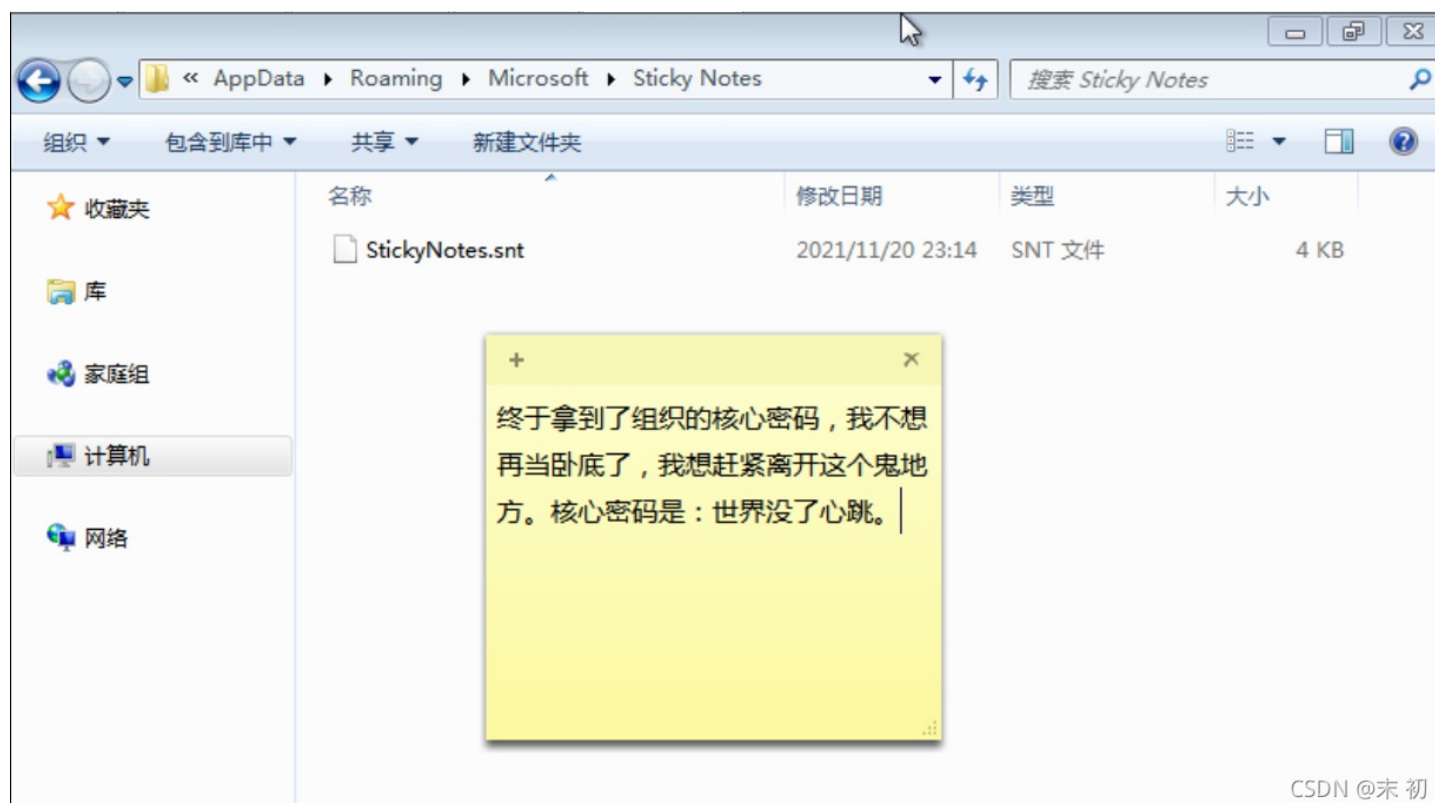 « AppData ▸ Roaming ▸ Microsoft ▸ Sticky Notes
搜索 Sticky Notes
组织 包含到库中 共享 新建文件夹
名称 修改日期 类型 大小
收藏夹
StickyNotes.snt 2021/11/20 23:14 SNT 文件 4 KB
库
家庭组
计算机
网络
终于拿到了组织的核心密码，我不想
再当卧底了，我想赶紧离开这个鬼地
方。核心密码是：世界没了心跳。
CSDN @末 初